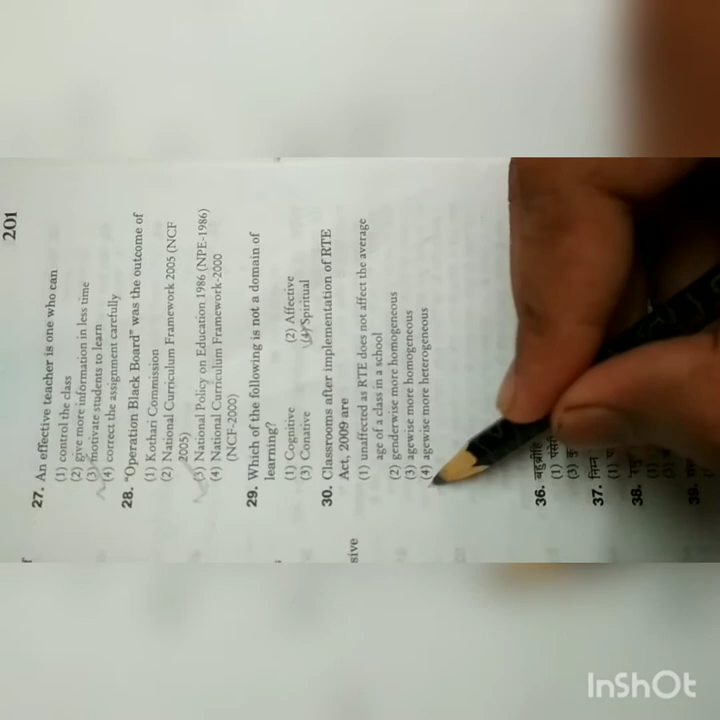 201
27. An effective teacher is one who can
(1) control the class
(2) give more information in less time
(3) motivate students to learn
(4) correct the assignment carefully
28. "Operation Black Board" was the outcome of
(1) Kothari Commission
(2) National Curriculum Framework 2005 (NCF
2005)
(3) National Policy on Education 1986 (NPE-1986)
(4) National Curriculum Framework-2000
(NCF-2000)
29. Which of the following is not a domain of
learning?
(1) Cognitive (2) Affective
(3) Conative (4) Spiritual
30. Classrooms after implementation of RTE
Act, 2009 are
(1) unaffected as RTE does not affect the average
age of a class in a school
(2) genderwise more homogeneous
(3) agewise more homogeneous
(4) agewise more heterogeneous
sive
36. बहुव्रीहि
(1)
(3)
37. निम्न
(1)
38.
(1)
39.
InShOt